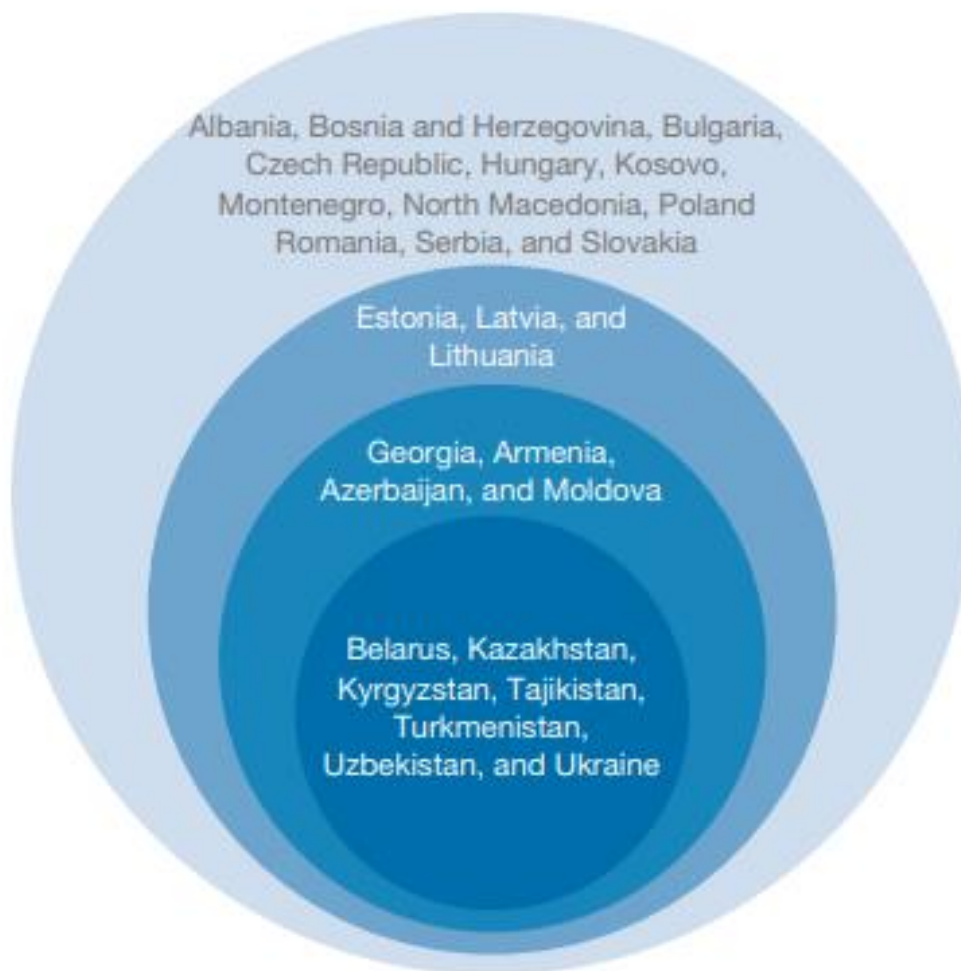 Albania, Bosnia and Herzegovina, Bulgaria,
Czech Republic, Hungary, Kosovo,
Montenegro, North Macedonia, Poland
Romania, Serbia, and Slovakia
Estonia, Latvia, and
Lithuania
Georgia, Armenia,
Azerbaijan, and Moldova
Belarus, Kazakhstan,
Kyrgyzstan, Tajikistan,
Turkmenistan,
Uzbekistan, and Ukraine